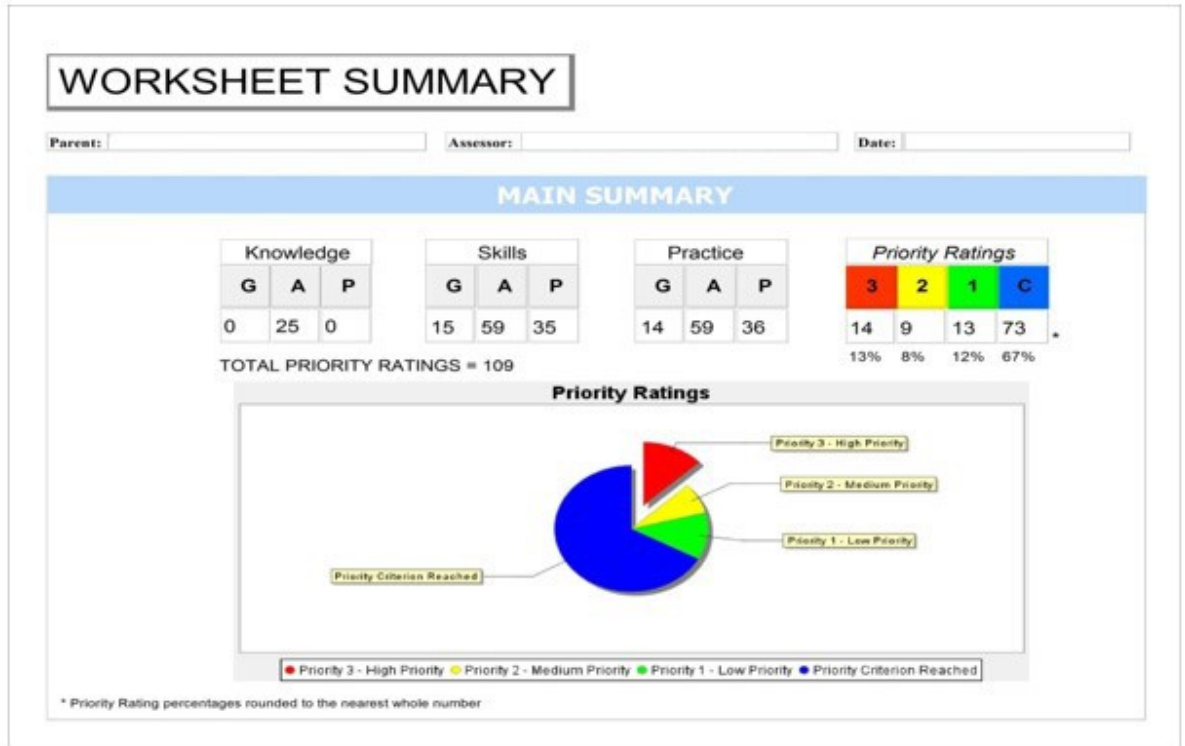 WORKSHEET SUMMARY
Parent: Assessor: Date:
MAIN SUMMARY
Knowledge Skills Practice Priority Ratings
G A P G A P G A P 3 2 1 C
0 25 0 15 59 35 14 59 36 14 9 13 73 *
13% 8% 12% 67%
TOTAL PRIORITY RATINGS = 109
Priority Ratings
Priority 3 - High Priority
Priority 2 - Medium Priority
Priority 1 - Low Priority
Priority Criterion Reached
Priority 3 - High Priority Priority 2 - Medium Priority Priority 1 - Low Priority Priority Criterion Reached
* Priority Rating percentages rounded to the nearest whole number